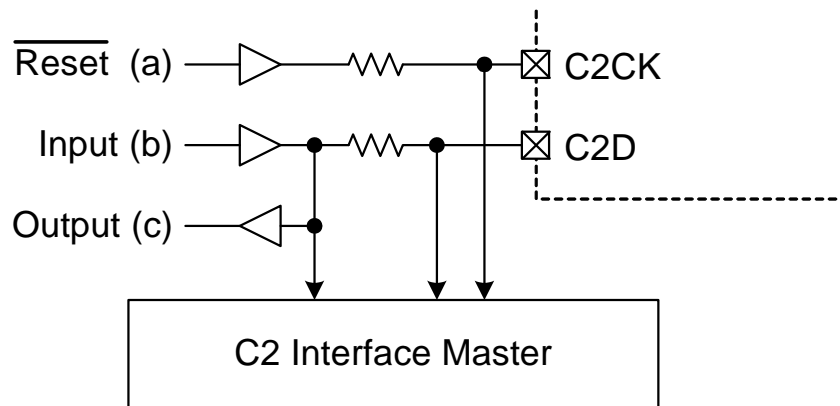 Reset (a)
C2CK
Input (b)
C2D
Output (c)
C2 Interface Master